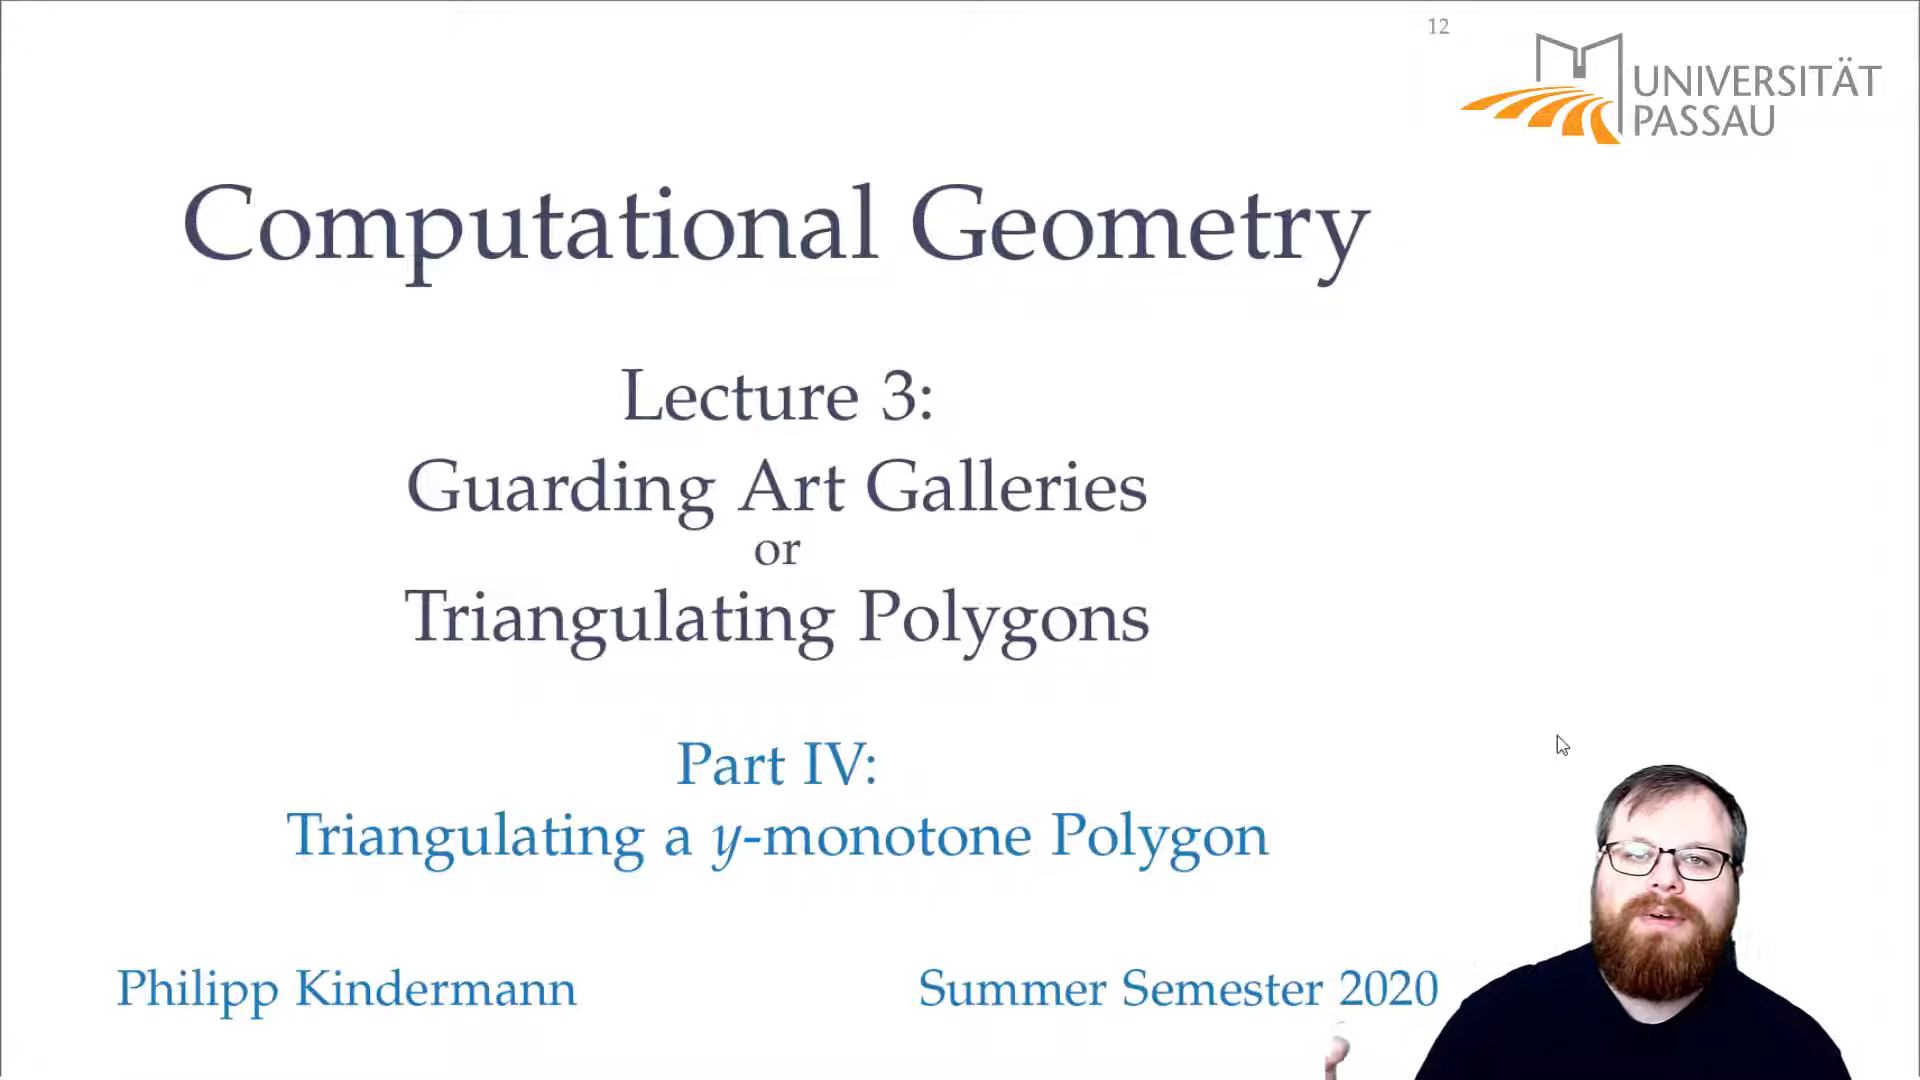 12
UNIVERSITÄT
PASSAU
Computational Geometry
Lecture 3:
Guarding Art Galleries
or
Triangulating Polygons
Part IV:
Triangulating a y-monotone Polygon
Philipp Kindermann
Summer Semester 2020